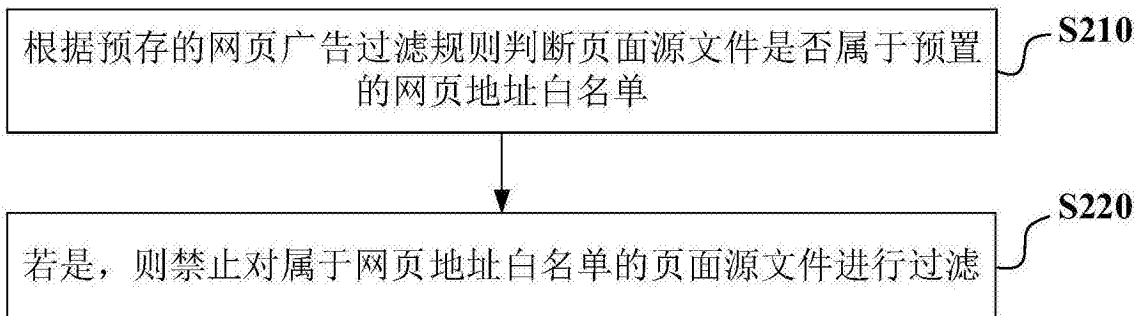 根据预存的网页广告过滤规则判断页面源文件是否属于预置
的网页地址白名单
S210
若是，则禁止对属于网页地址白名单的页面源文件进行过滤
S220